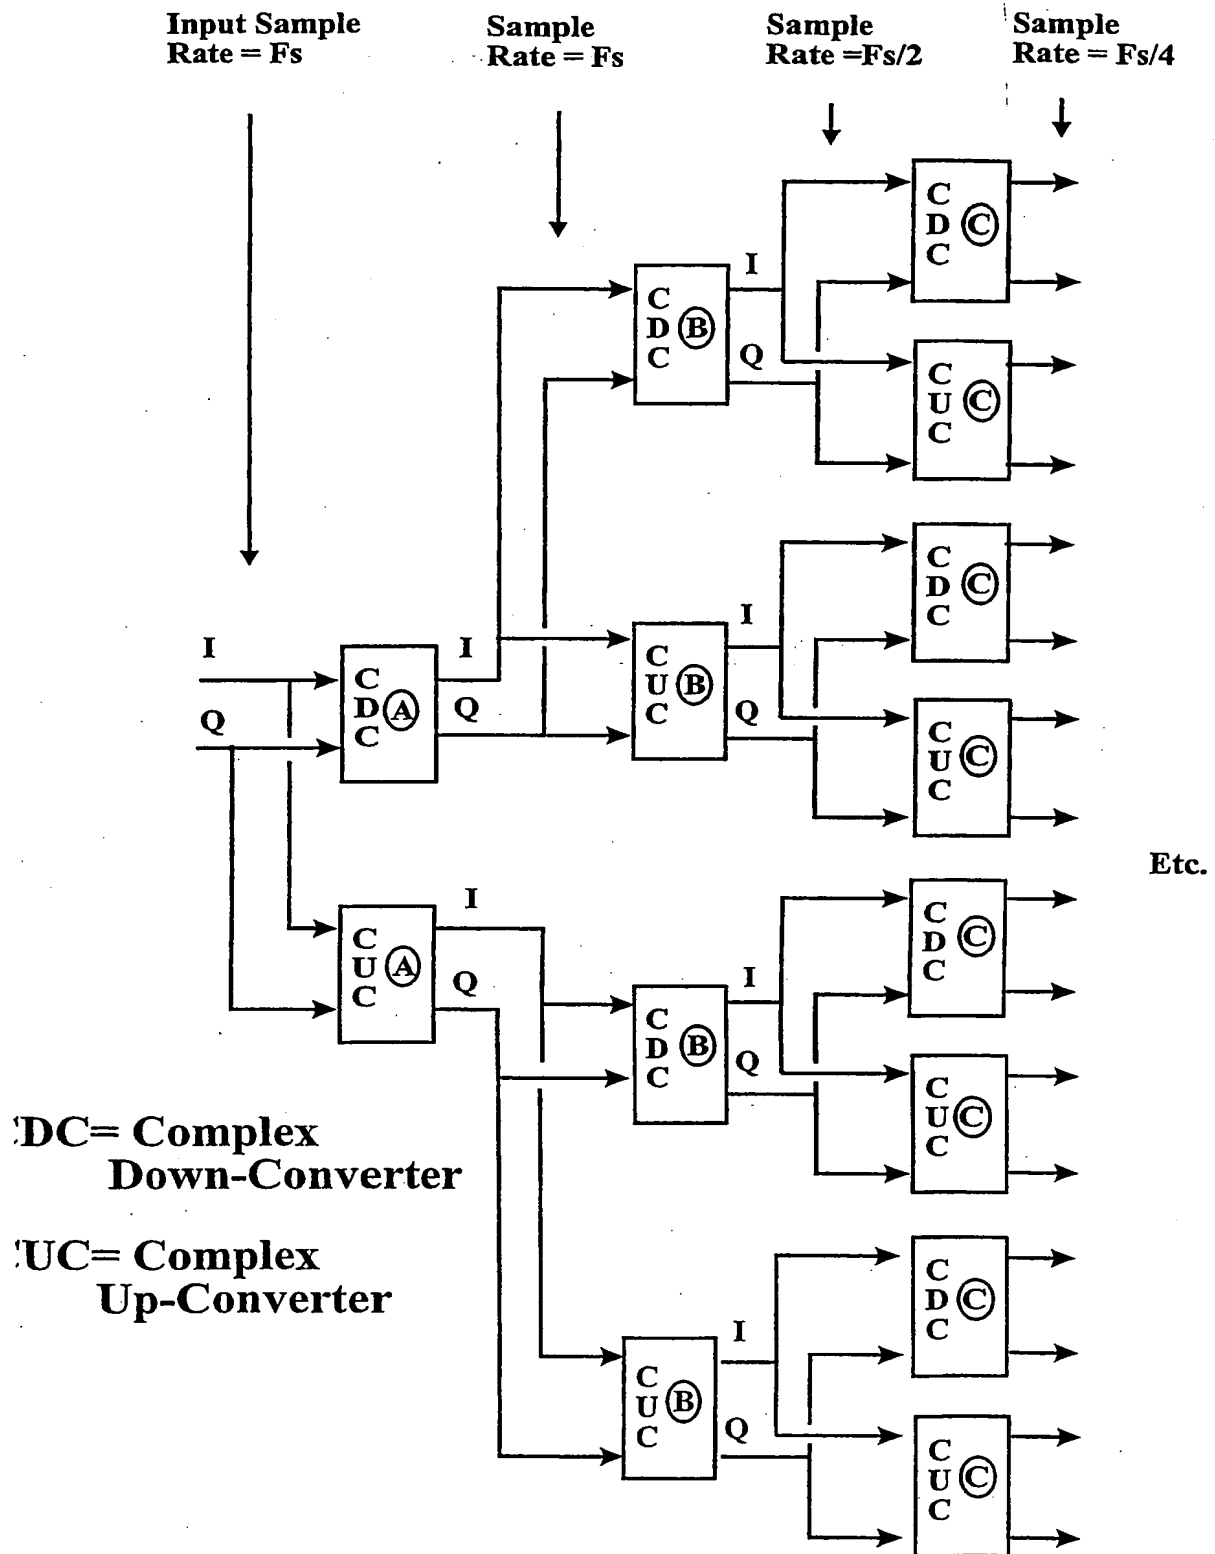 Input Sample
Rate = Fs
Sample
Rate = Fs
Sample
Rate =Fs/2
Sample
Rate = Fs/4
I
Q
C
D
C
A
I
Q
C
U
C
A
I
Q
C
D
C
B
I
Q
C
U
C
B
I
Q
C
D
C
B
I
Q
C
U
C
B
I
Q
C
D
C
C
C
U
C
C
C
D
C
C
C
U
C
C
C
D
C
C
C
U
C
C
C
D
C
C
C
U
C
C
Etc.
DC= Complex
Down-Converter
UC= Complex
Up-Converter